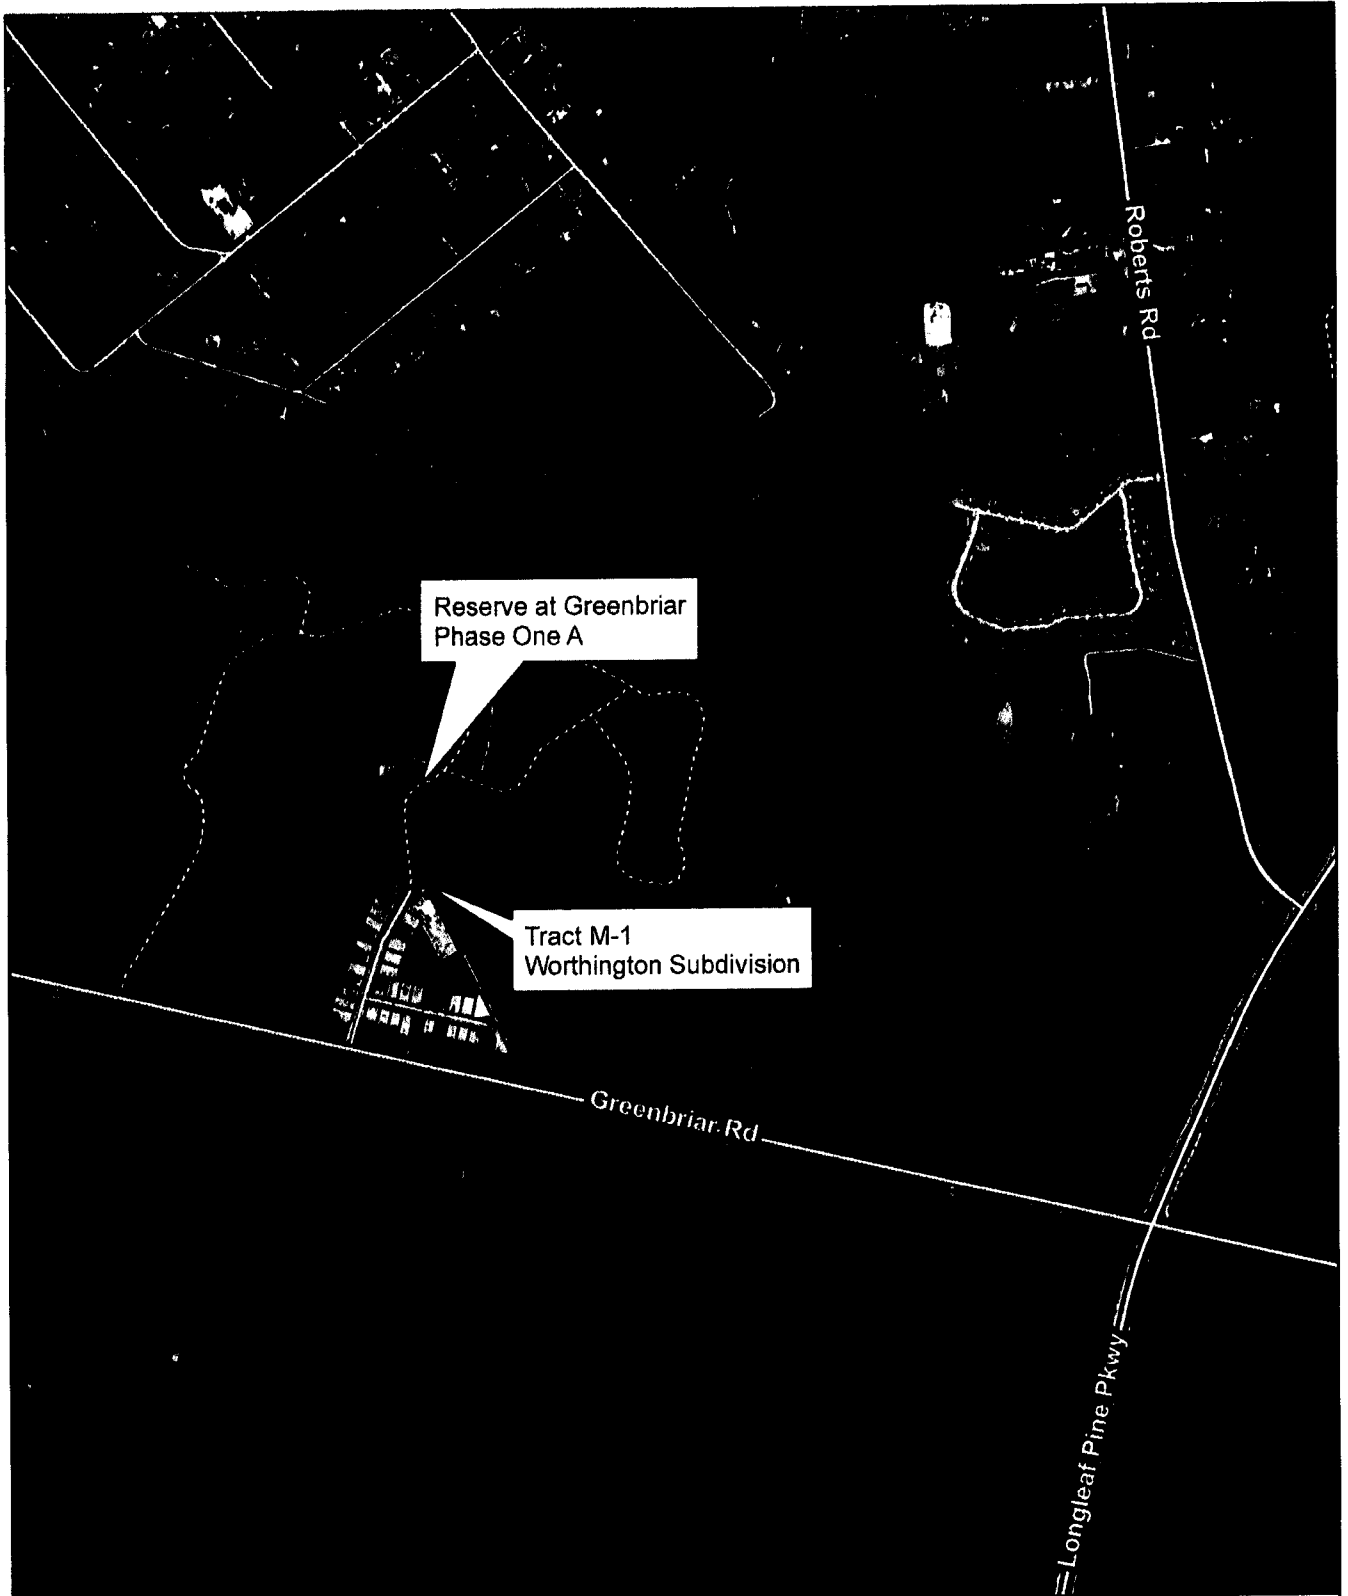 Roberts Rd
Reserve at Greenbriar
Phase One A
Tract M-1
Worthington Subdivision
Greenbriar Rd
Longleaf Pine Pkwy